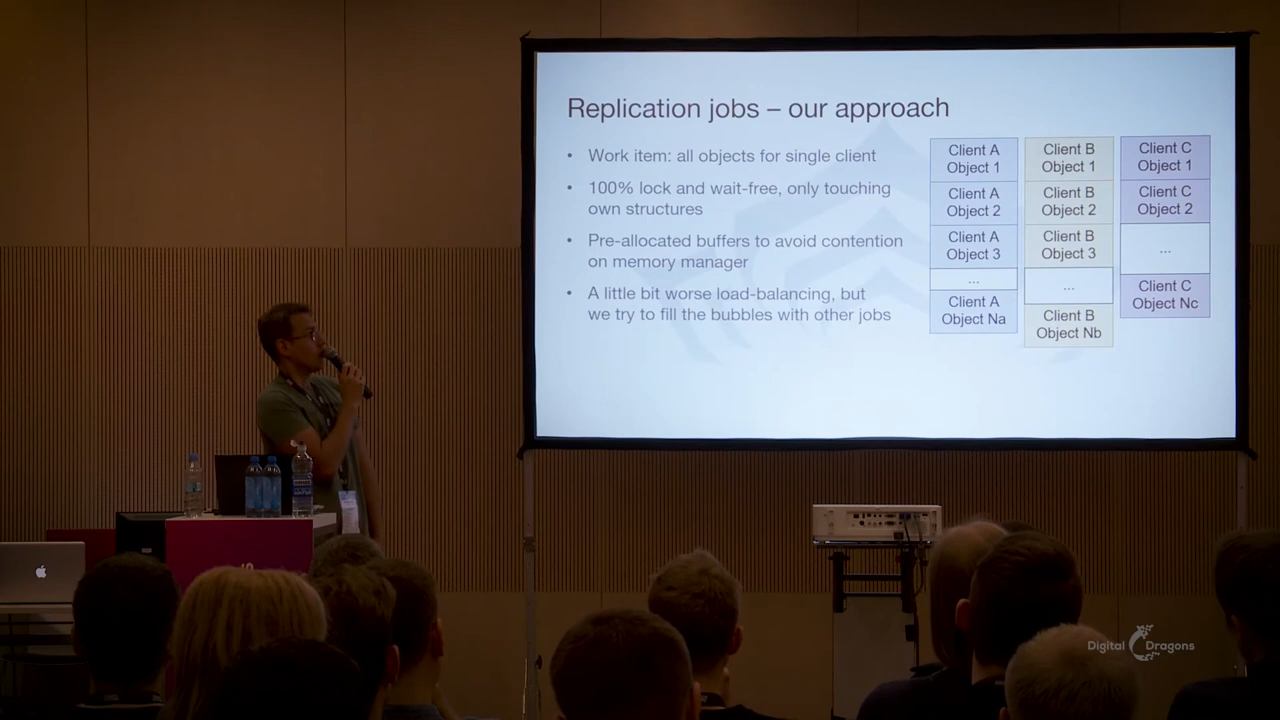 Replication jobs – our approach
• Work item: all objects for single client
• 100% lock and wait-free, only touching
own structures
• Pre-allocated buffers to avoid contention
on memory manager
• A little bit worse load-balancing, but
we try to fill the bubbles with other jobs
Client A
Object 1
Client A
Object 2
Client A
Object 3
...
Client A
Object Na
Client B
Object 1
Client B
Object 2
Client B
Object 3
...
Client B
Object Nb
Client C
Object 1
Client C
Object 2
...
Client C
Object Nc
Digital Dragons